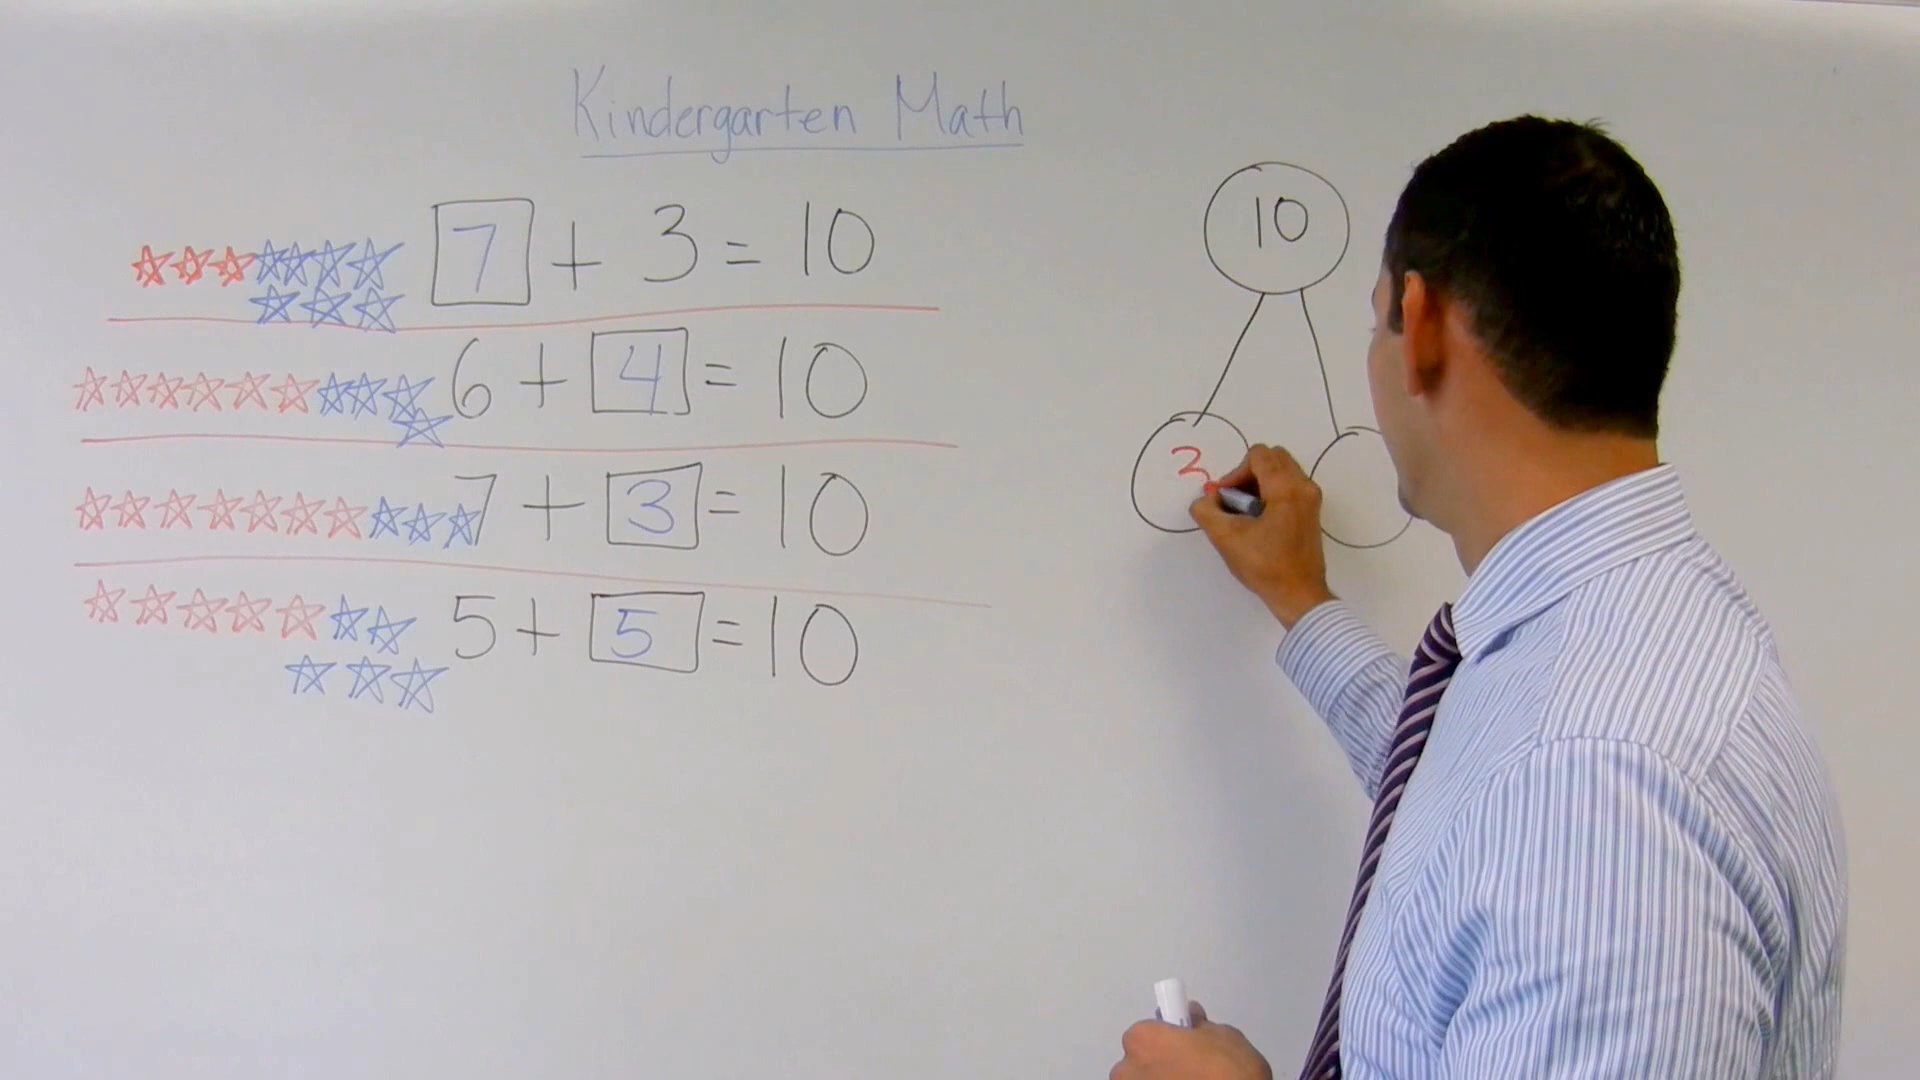 Kindergarten Math
7 + 3 = 10
6 + 4 = 10
7 + 3 = 10
5 + 5 = 10
10
3